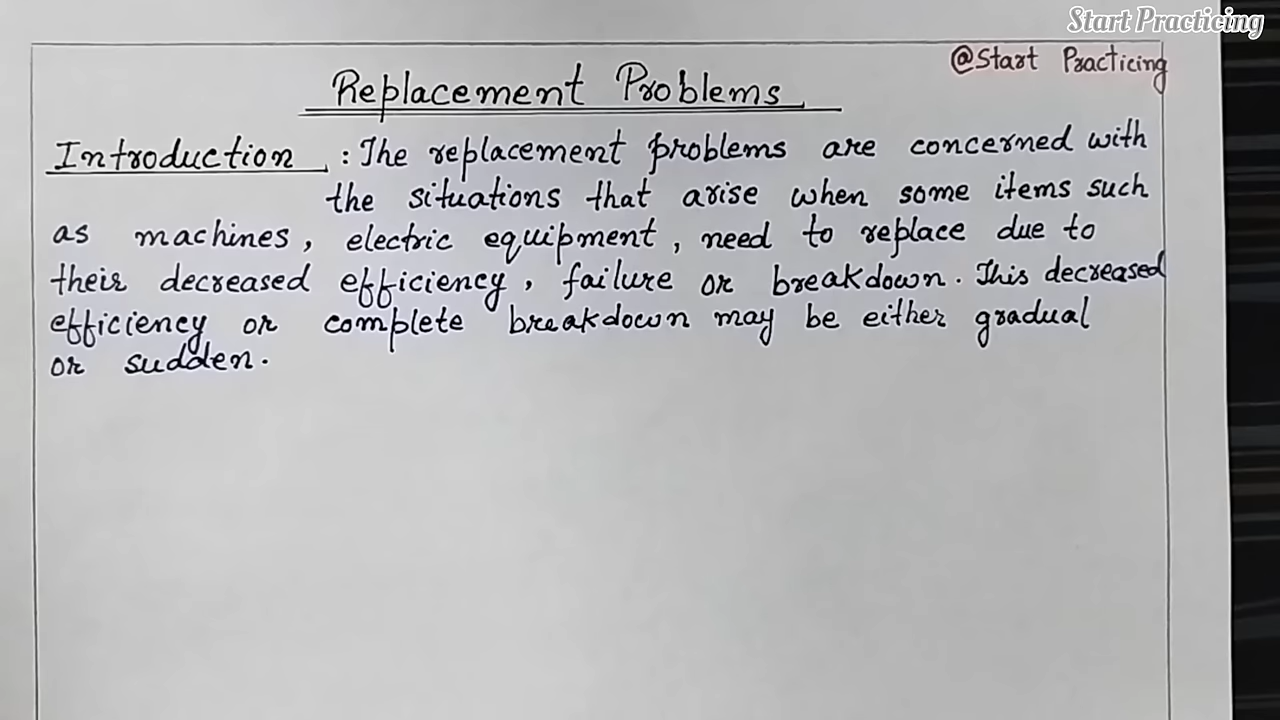 Start Practicing
@Start Practicing
Replacement Problems
Introduction : The replacement problems are concerned with
the situations that arise when some items such
as machines, electric equipment, need to replace due to
their decreased efficiency, failure or breakdown. This decreased
efficiency or complete breakdown may be either gradual
or sudden.